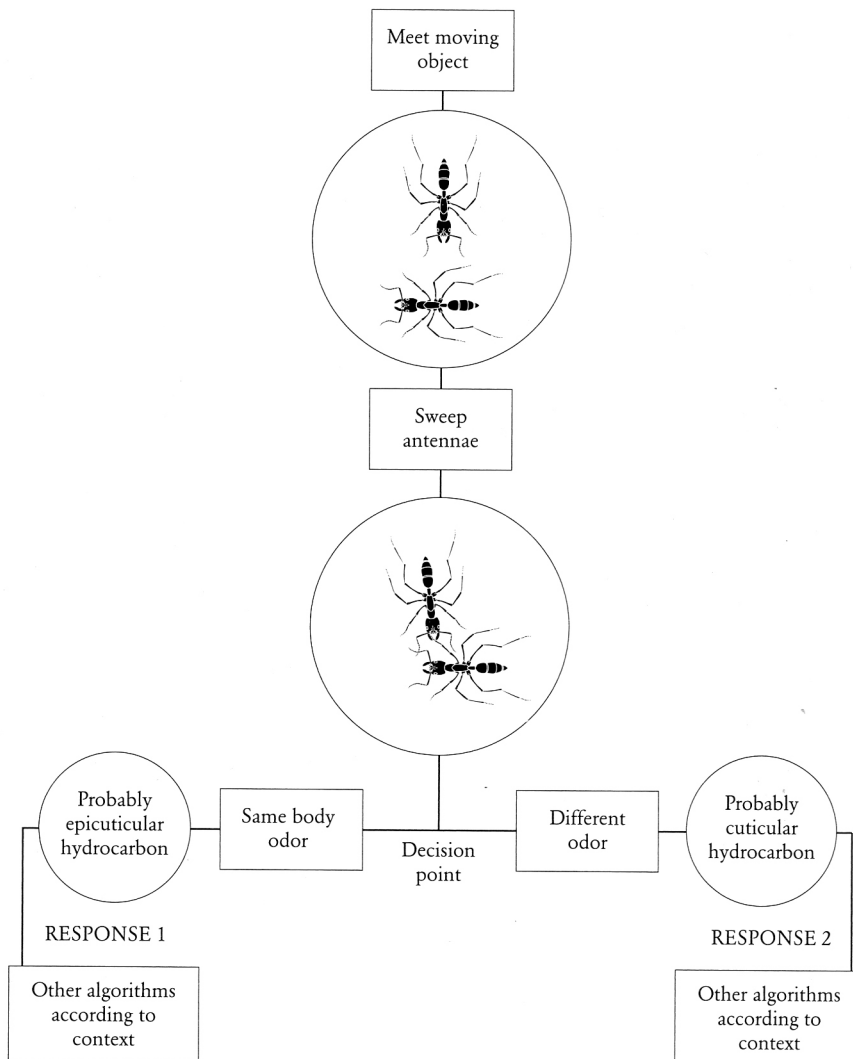 Meet moving
object
Sweep
antennae
Probably
epicuticular
hydrocarbon
Same body
odor
Decision
point
Different
odor
Probably
cuticular
hydrocarbon
RESPONSE 1
RESPONSE 2
Other algorithms
according to
context
Other algorithms
according to
context